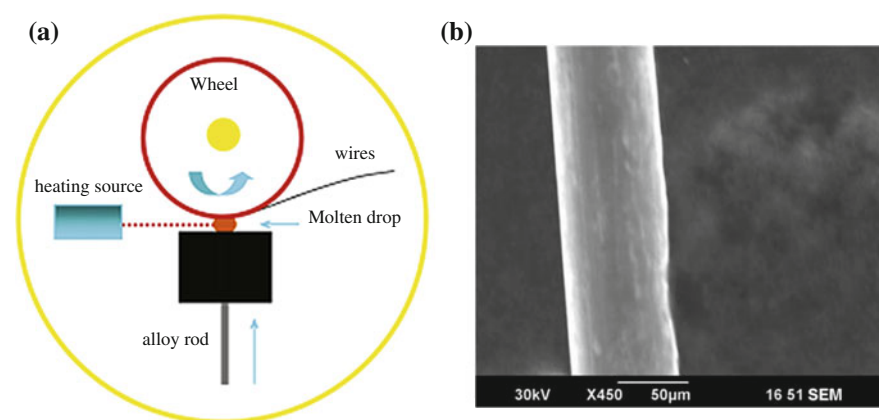 (a)
Wheel
wires
heating source
Molten drop
alloy rod
(b)
30kV X450 50µm 16 51 SEM